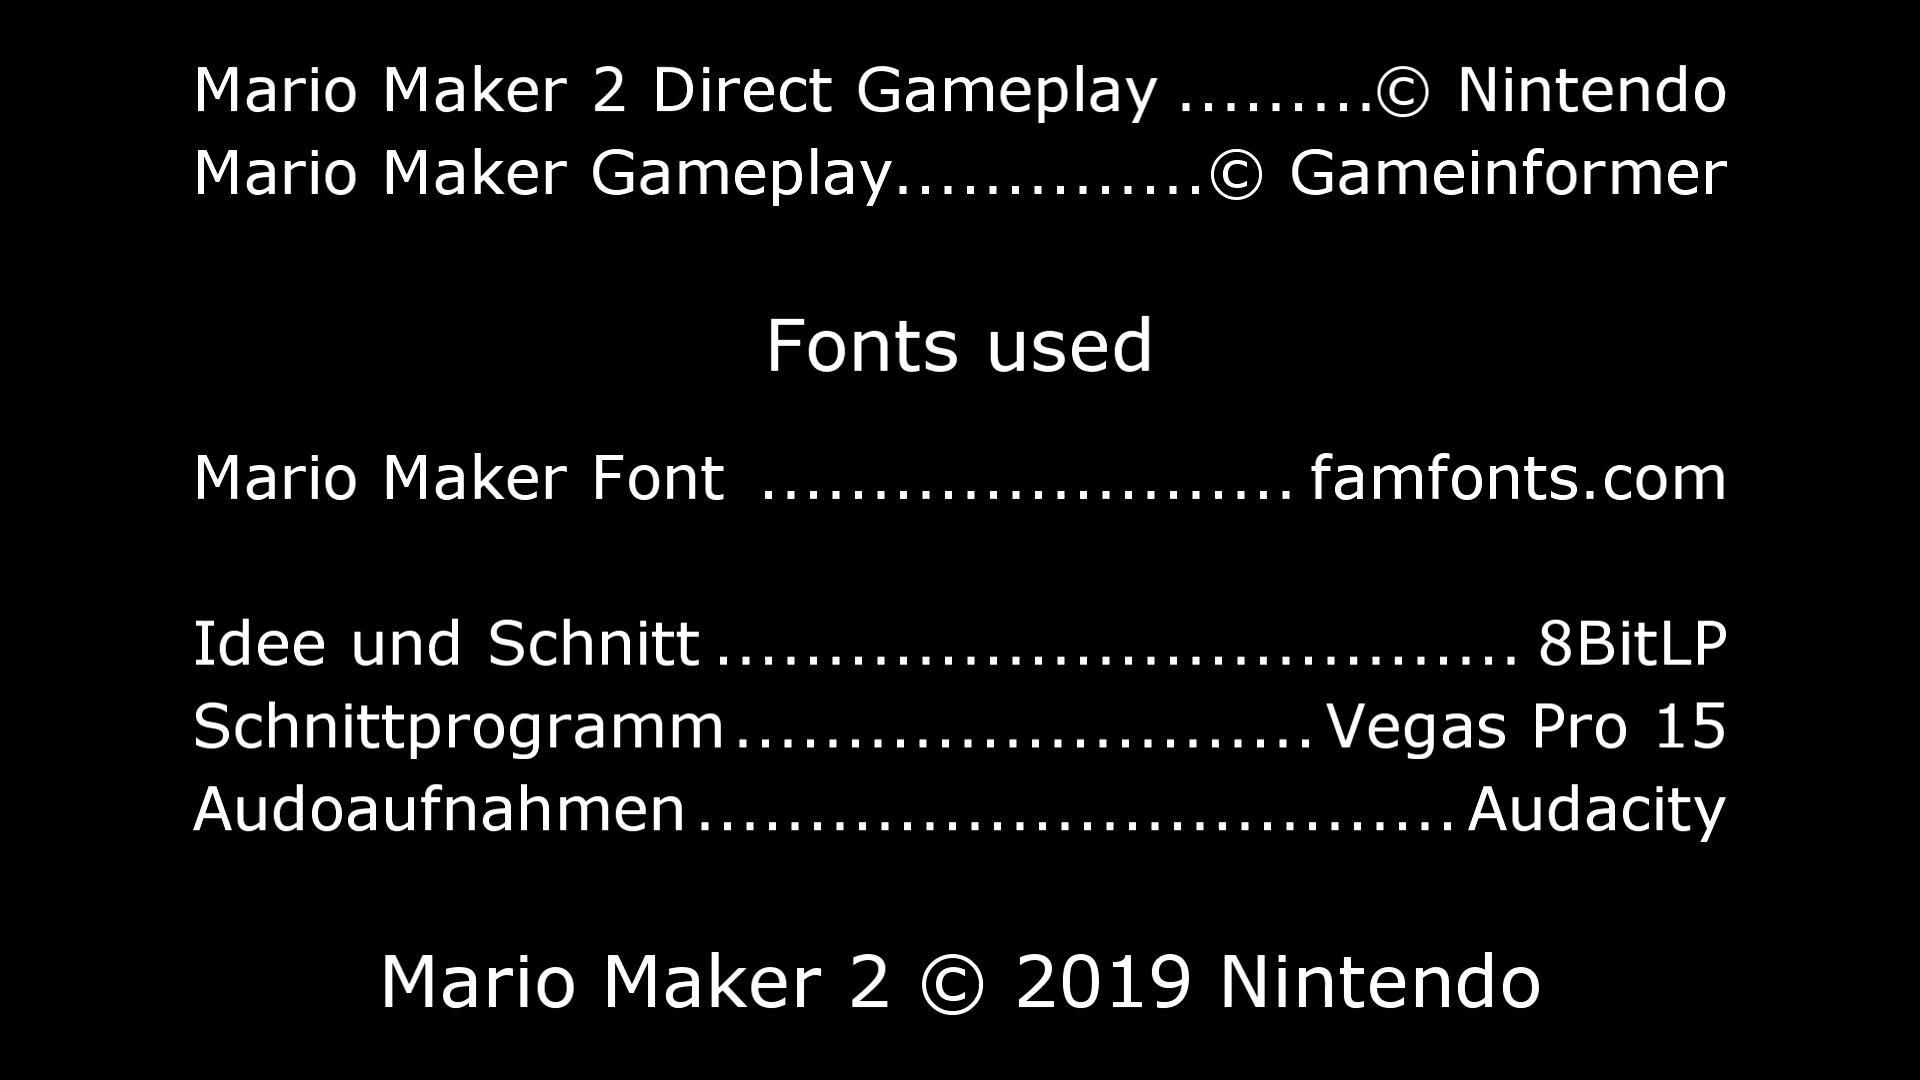 Mario Maker 2 Direct Gameplay .........© Nintendo
Mario Maker Gameplay..............© Gameinformer
Fonts used
Mario Maker Font ........................ famfonts.com
Idee und Schnitt .................................... 8BitLP
Schnittprogramm .......................... Vegas Pro 15
Audoaufnahmen .................................. Audacity
Mario Maker 2 © 2019 Nintendo